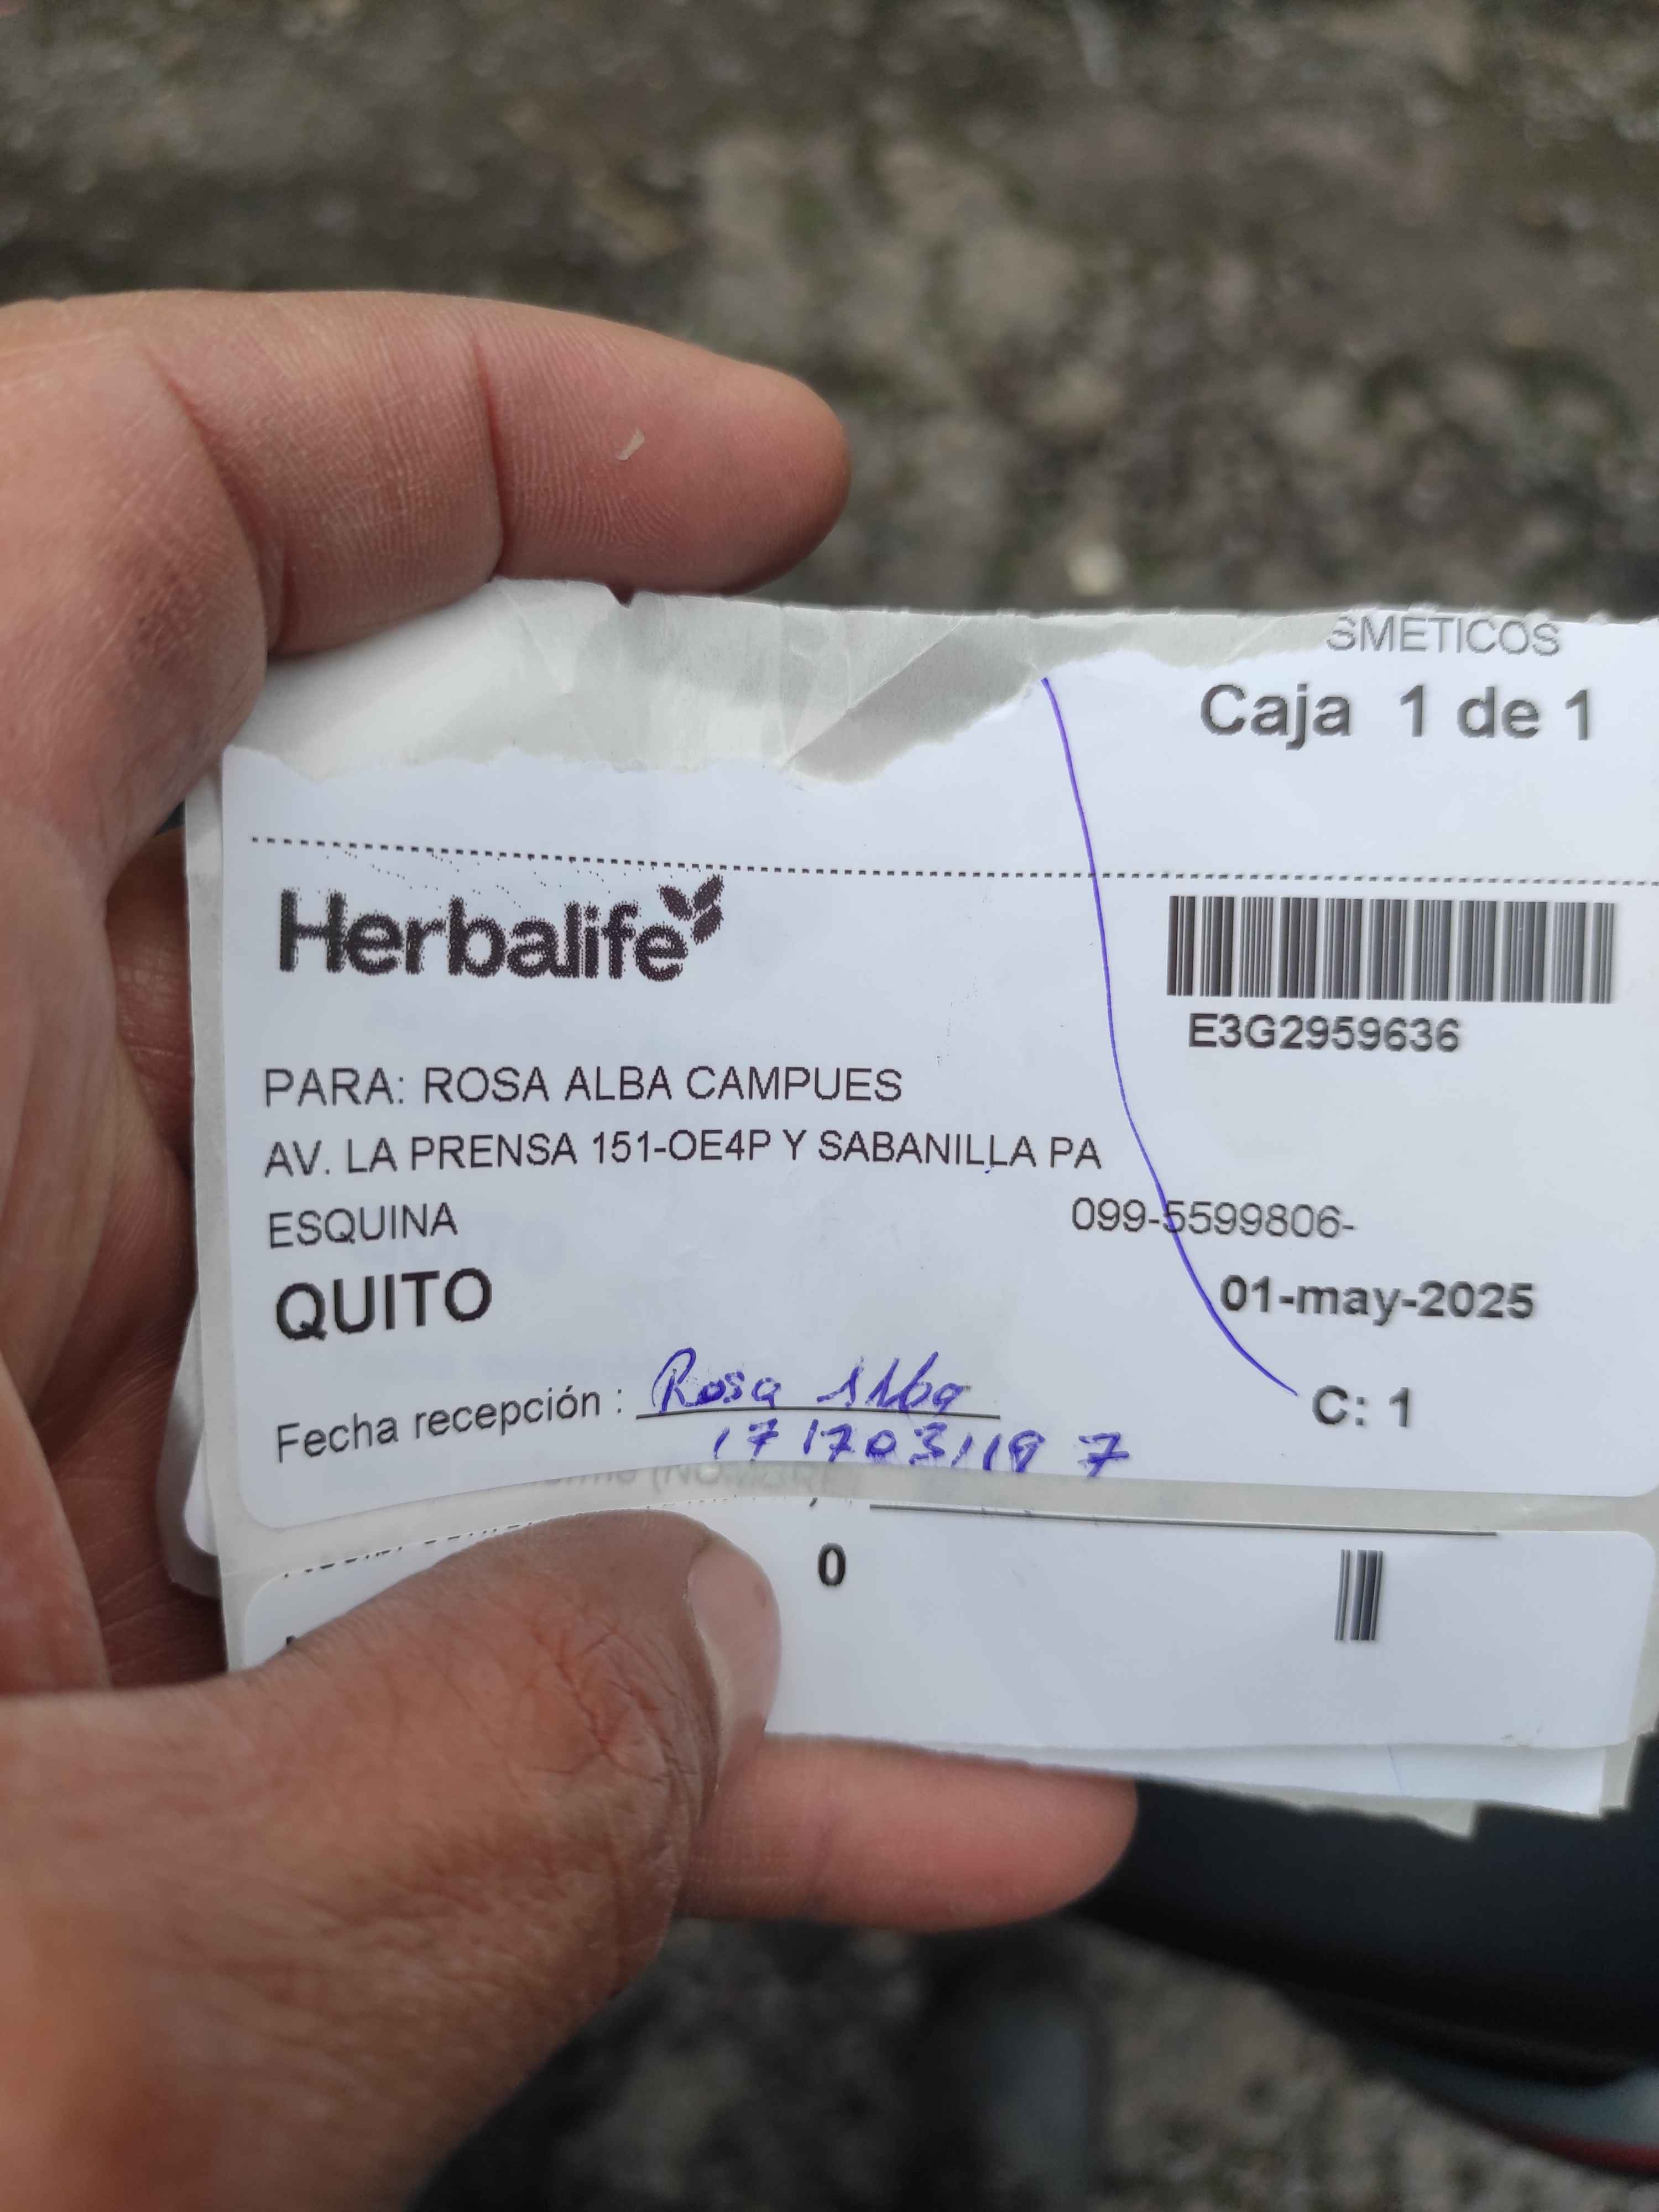 SMETICOS
Caja 1 de 1
Herbalife
E3G2959636
PARA: ROSA ALBA CAMPUES
AV. LA PRENSA 151-OE4P Y SABANILLA PA
ESQUINA
099-5599806-
QUITO
01-may-2025
Fecha recepción : Rosa Alba
C: 1
0